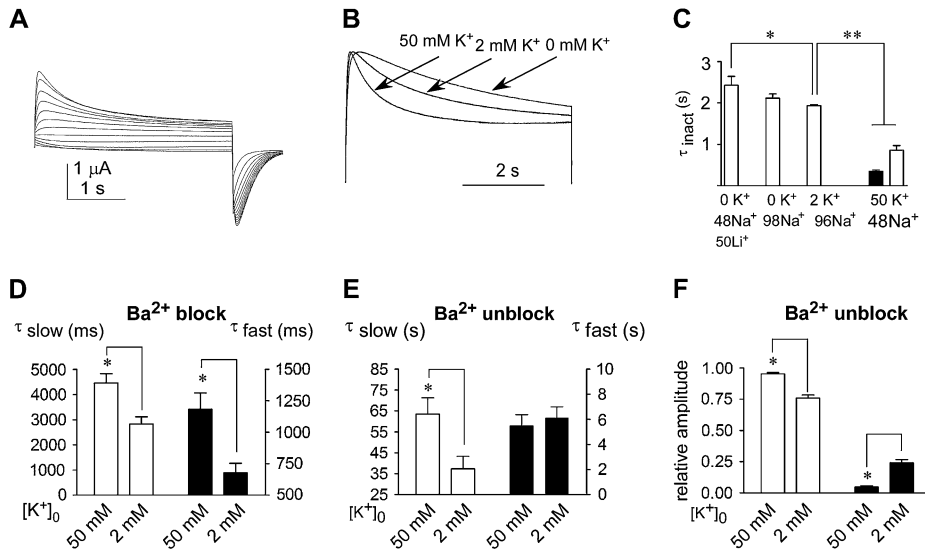 A
1 μA
1 s
B
50 mM K⁺ 2 mM K⁺ 0 mM K⁺
2 s
C
* **
τ inact (s)
3
2
1
0 K⁺ 0 K⁺ 2 K⁺ 50 K⁺
48Na⁺ 98Na⁺ 96Na⁺ 48Na⁺
50Li⁺
D
Ba²⁺ block
τ slow (ms) τ fast (ms)
5000 1500
4000 1250
3000 1000
2000
1000 750
0 500
* *
[K⁺]₀
50 mM 2 mM 50 mM 2 mM
E
Ba²⁺ unblock
τ slow (s) τ fast (s)
85 10
75 8
65 6
55
45 4
35 2
25 0
*
[K⁺]₀
50 mM 2 mM 50 mM 2 mM
F
Ba²⁺ unblock
relative amplitude
1.00
0.75
0.50
0.25
0.00
* *
[K⁺]₀
50 mM 2 mM 50 mM 2 mM